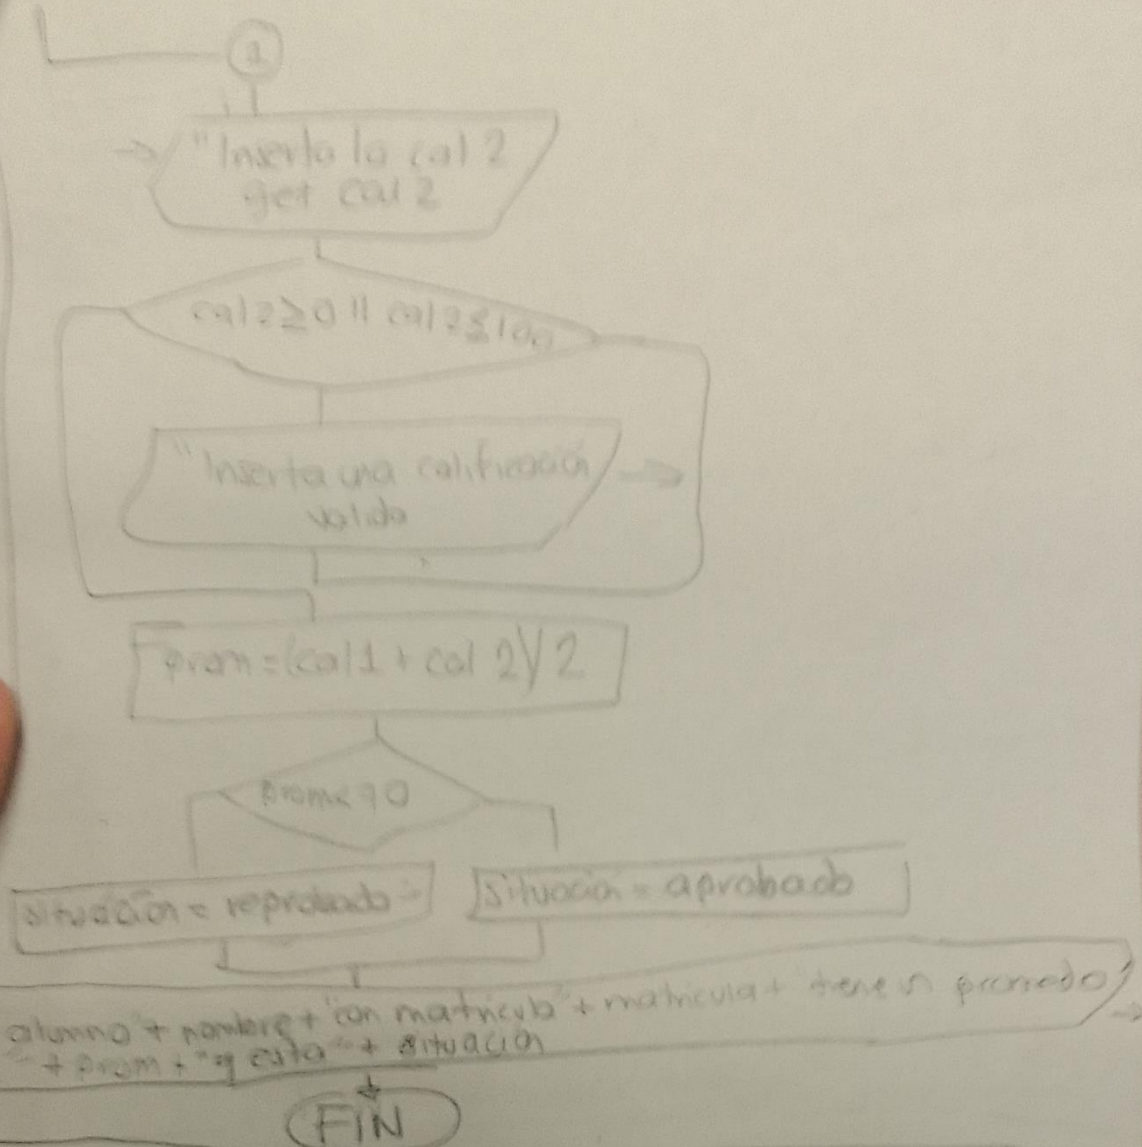 1
"Inserta la cal 2
get cal 2
cal2≥0 || cal2≤100
"Inserta una calificación
valida
prom=(cal1 + cal 2)/2
prom<70
situación = reprobado
situación = aprobado
alumno + nombre + "con matricula" + matricula + "tiene un promedio
" + prom + "y esta" + situación
FIN